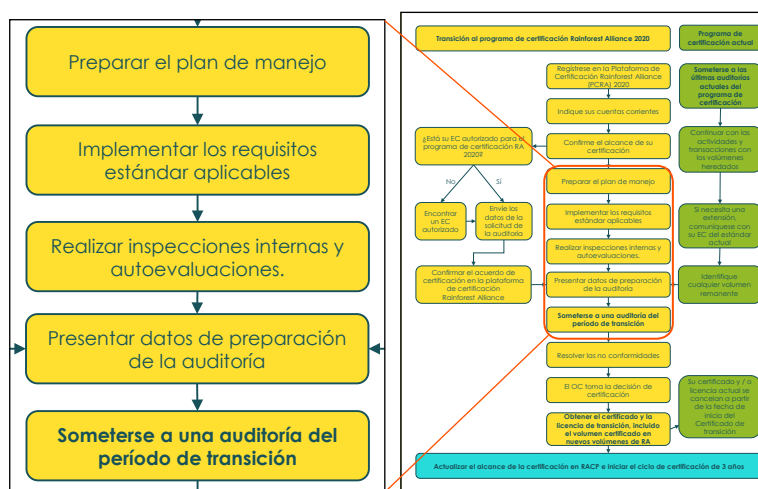 Preparar el plan de manejo
Implementar los requisitos
estándar aplicables
Realizar inspecciones internas y
autoevaluaciones.
Presentar datos de preparación
de la auditoría
Someterse a una auditoría del
período de transición
Transición al programa de certificación Rainforest Alliance 2020
Programa de
certificación actual
Regístrese en la Plataforma de
Certificación Rainforest Alliance
(PCRA) 2020
Indique sus cuentas corrientes
Confirme el alcance de su
certificación
¿Está su EC autorizado para el
programa de certificación RA
2020?
No
Sí
Encontrar
un EC
autorizado
Envíe los
datos de la
solicitud de
la auditoría
Confirmar el acuerdo de
certificación en la plataforma
de certificación
Rainforest Alliance
Preparar el plan de manejo
Implementar los requisitos
estándar aplicables
Realizar inspecciones internas y
autoevaluaciones.
Presentar datos de preparación de
la auditoría
Someterse a una auditoría del
período de transición
Resolver las no conformidades
El OC toma la decisión de
certificación
Obtener el certificado y la
licencia de transición, incluido
el volumen certificado en
nuevos volúmenes de RA
Someterse a las
últimas auditorías
actuales del
programa de
certificación
Continuar con las
actividades y
transacciones con
los volúmenes
heredados
Si necesita una
extensión,
comuníquese con
su EC del estándar
actual
Identifique
cualquier volumen
remanente
Su certificado y / o
licencia actual se
cancelan a partir
de la fecha de
inicio del
Certificado de
transición
Actualizar el alcance de la certificación en RACP e iniciar el ciclo de certificación de 3 años